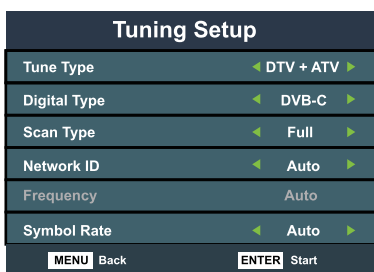 Tuning Setup
Tune Type DTV + ATV
Digital Type DVB-C
Scan Type Full
Network ID Auto
Frequency Auto
Symbol Rate Auto
MENU Back ENTER Start